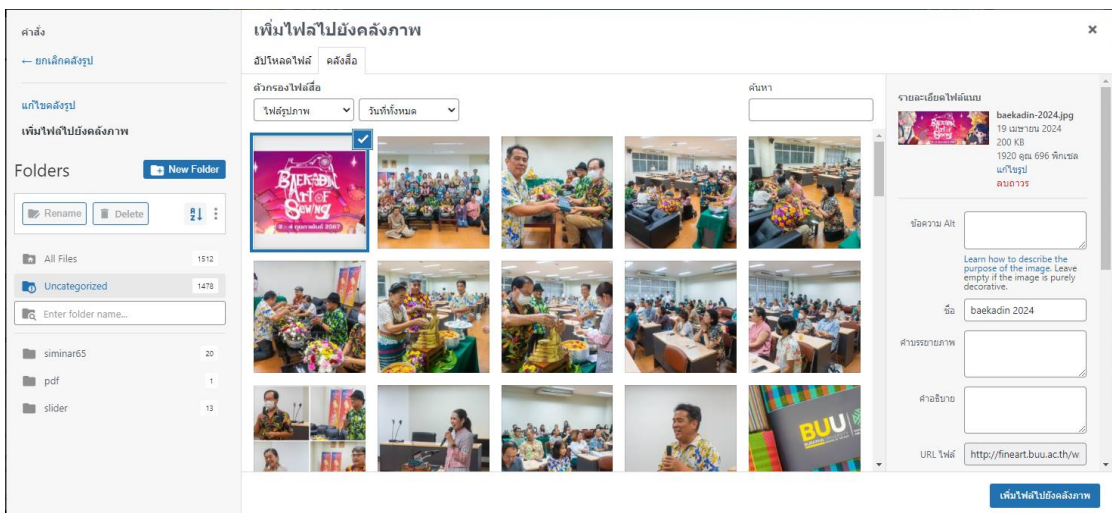 คำสั่ง
← ยกเลิกคลังรูป
แก้ไขคลังรูป
เพิ่มไฟล์ไปยังคลังภาพ
Folders
New Folder
Rename
Delete
All Files 1512
Uncategorized 1478
Enter folder name...
siminar65 20
pdf 1
slider 13
เพิ่มไฟล์ไปยังคลังภาพ
อัปโหลดไฟล์ คลังสื่อ
ตัวกรองไฟล์สื่อ
ไฟล์รูปภาพ วันที่ทั้งหมด
ค้นหา
BAEKADIN
Art OF
Sewing
BUU
รายละเอียดไฟล์แนบ
baekadin-2024.jpg
19 เมษายน 2024
200 KB
1920 คูณ 696 พิกเซล
แก้ไขรูป
ลบถาวร
ข้อความ Alt
Learn how to describe the
purpose of the image. Leave
empty if the image is purely
decorative.
ชื่อ baekadin 2024
คำบรรยายภาพ
คำอธิบาย
URL ไฟล์ http://fineart.buu.ac.th/w
เพิ่มไฟล์ไปยังคลังภาพ